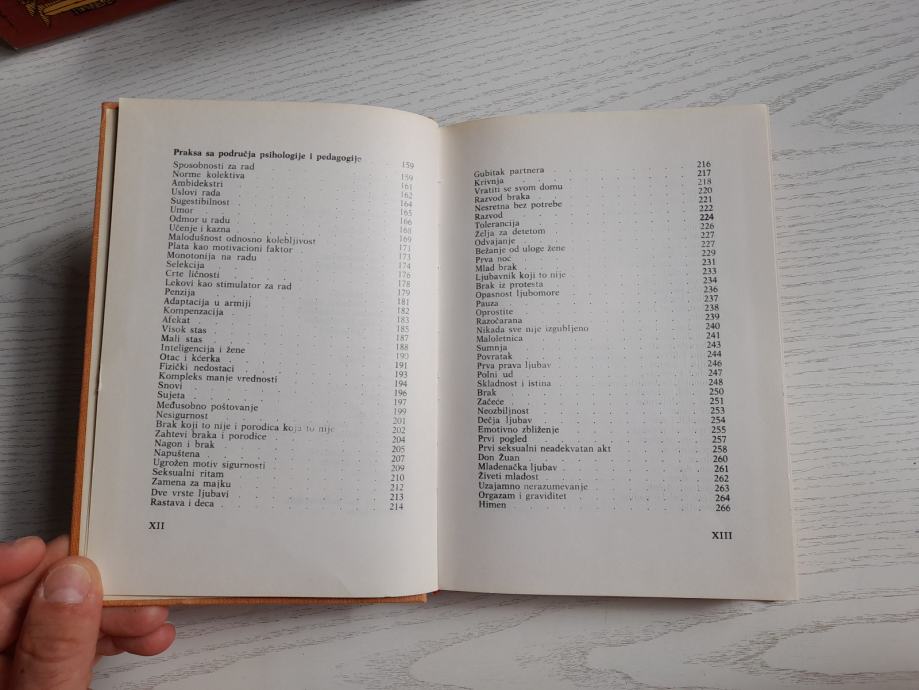 Praksa sa područja psihologije i pedagogije 159
Sposobnosti za rad 159
Norme kolektiva 161
Ambidekstri 162
Uslovi rada 164
Sugestibilnost 165
Umor 166
Odmor u radu 168
Učenje i kazna 169
Malodušnost odnosno kolebljivost 171
Plata kao motivacioni faktor 173
Monotonija na radu 174
Selekcija 176
Crte ličnosti 178
Lekovi kao stimulator za rad 179
Penzija 181
Adaptacija u armiji 182
Kompenzacija 183
Afekat 185
Visok stas 187
Mali stas 188
Inteligencija i žene 190
Otac i kćerka 191
Fizički nedostaci 193
Kompleks manje vrednosti 194
Snovi 196
Sujeta 197
Međusobno poštovanje 199
Nesigurnost 201
Brak koji to nije i porodica koja to nije 202
Zahtevi braka i porodice 204
Nagon i brak 205
Napuštena 207
Ugrožen motiv sigurnosti 209
Seksualni ritam 210
Zamena za majku 212
Dve vrste ljubavi 213
Rastava i deca 214
XII
Gubitak partnera 216
Krivnja 217
Vratiti se svom domu 218
Razvod braka 220
Nesretna bez potrebe 221
Razvod 222
Tolerancija 224
Želja za detetom 226
Odvajanje 227
Bežanje od uloge žene 227
Prva noć 229
Mlad brak 231
Ljubavnik koji to nije 233
Brak iz protesta 234
Opasnost ljubomore 236
Pauza 237
Oprostite 238
Razočarana 239
Nikada sve nije izgubljeno 240
Maloletnica 241
Sumnja 243
Povratak 244
Prva prava ljubav 246
Polni ud 247
Skladnost i istina 248
Brak 250
Začeće 251
Neozbiljnost 253
Dečja ljubav 254
Emotivno zbliženje 255
Prvi pogled 257
Prvi seksualni neadekvatan akt 258
Don Žuan 260
Mladenačka ljubav 261
Živeti mladost 262
Uzajamno nerazumevanje 263
Orgazam i graviditet 264
Himen 266
XIII